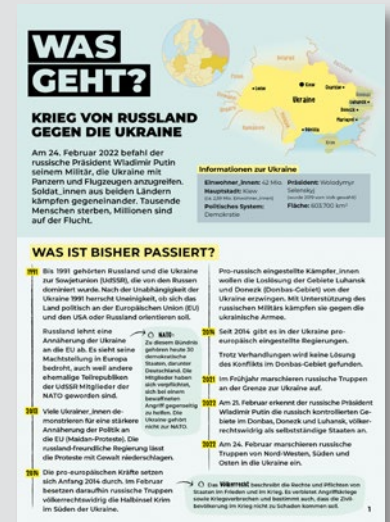 WAS
GEHT?
KRIEG VON RUSSLAND
GEGEN DIE UKRAINE
Am 24. Februar 2022 befahl der
russische Präsident Wladimir Putin
seinem Militär, die Ukraine mit
Panzern und Flugzeugen anzugreifen.
Soldat_innen aus beiden Ländern
kämpfen gegeneinander. Tausende
Menschen sterben, Millionen sind
auf der Flucht.
Kiew
Ukraine
Informationen zur Ukraine
Einwohner_innen: 42 Mio.
Hauptstadt: Kiew
Politisches System:
Demokratie
Präsident: Wolodymyr
Selenskyj
Fläche: 603.700 km²
WAS IST BISHER PASSIERT?
1991 Bis 1991 gehörten Russland und die Ukraine
zur Sowjetunion (UdSSR), die von den Russen
dominiert wurde. Nach der Unabhängigkeit der
Ukraine 1991 herrscht Uneinigkeit, ob sich das
Land politisch an der Europäischen Union (EU)
und den USA oder Russland orientieren soll.
Russland lehnt eine
Annäherung der Ukraine
an die EU ab. Es sieht seine
Machtstellung in Europa
bedroht, auch weil andere
ehemalige Teilrepubliken
der UdSSR Mitglieder der
NATO geworden sind.
NATO:
Zu diesem Bündnis
gehören heute 30
demokratische
Staaten, darunter
Deutschland. Die
Mitglieder haben
sich verpflichtet,
sich bei einem
bewaffneten
Angriff gegenseitig
zu helfen. Die
Ukraine gehört
nicht zur NATO.
2013 Viele Ukrainer_innen de-
monstrieren für eine stärkere
Annäherung der Politik an
die EU (Maidan-Proteste). Die
russland-freundliche Regierung lässt
die Proteste mit Gewalt niederschlagen.
2014 Die pro-europäischen Kräfte setzen
sich Anfang 2014 durch. Im Februar
besetzen daraufhin russische Truppen
völkerrechtswidrig die Halbinsel Krim
im Süden der Ukraine.
Pro-russisch eingestellte Kämpfer_innen
wollen die Loslösung der Gebiete Luhansk
und Donezk (Donbas-Gebiet) von der
Ukraine erzwingen. Mit Unterstützung des
russischen Militärs kämpfen sie gegen die
ukrainische Armee.
2014 Seit 2014 gibt es in der Ukraine pro-
europäisch eingestellte Regierungen.
Trotz Verhandlungen wird keine Lösung
des Konflikts im Donbas-Gebiet gefunden.
2021 Im Frühjahr marschieren russische Truppen
an der Grenze zur Ukraine auf.
2022 Am 21. Februar erkennt der russische Präsident
Wladimir Putin die russisch kontrollierten Ge-
biete im Donbas, Donezk und Luhansk, völker-
rechtswidrig als selbstständige Staaten an.
2022 Am 24. Februar marschieren russische
Truppen von Nord-Westen, Süden und
Osten in die Ukraine ein.
Das Völkerrecht beschreibt die Rechte und Pflichten von
Staaten im Frieden und im Krieg. Es verbietet Angriffskriege
sowie Kriegsverbrechen und bestimmt auch, dass die Zivil-
bevölkerung im Krieg nicht zu Schaden kommen soll.
1